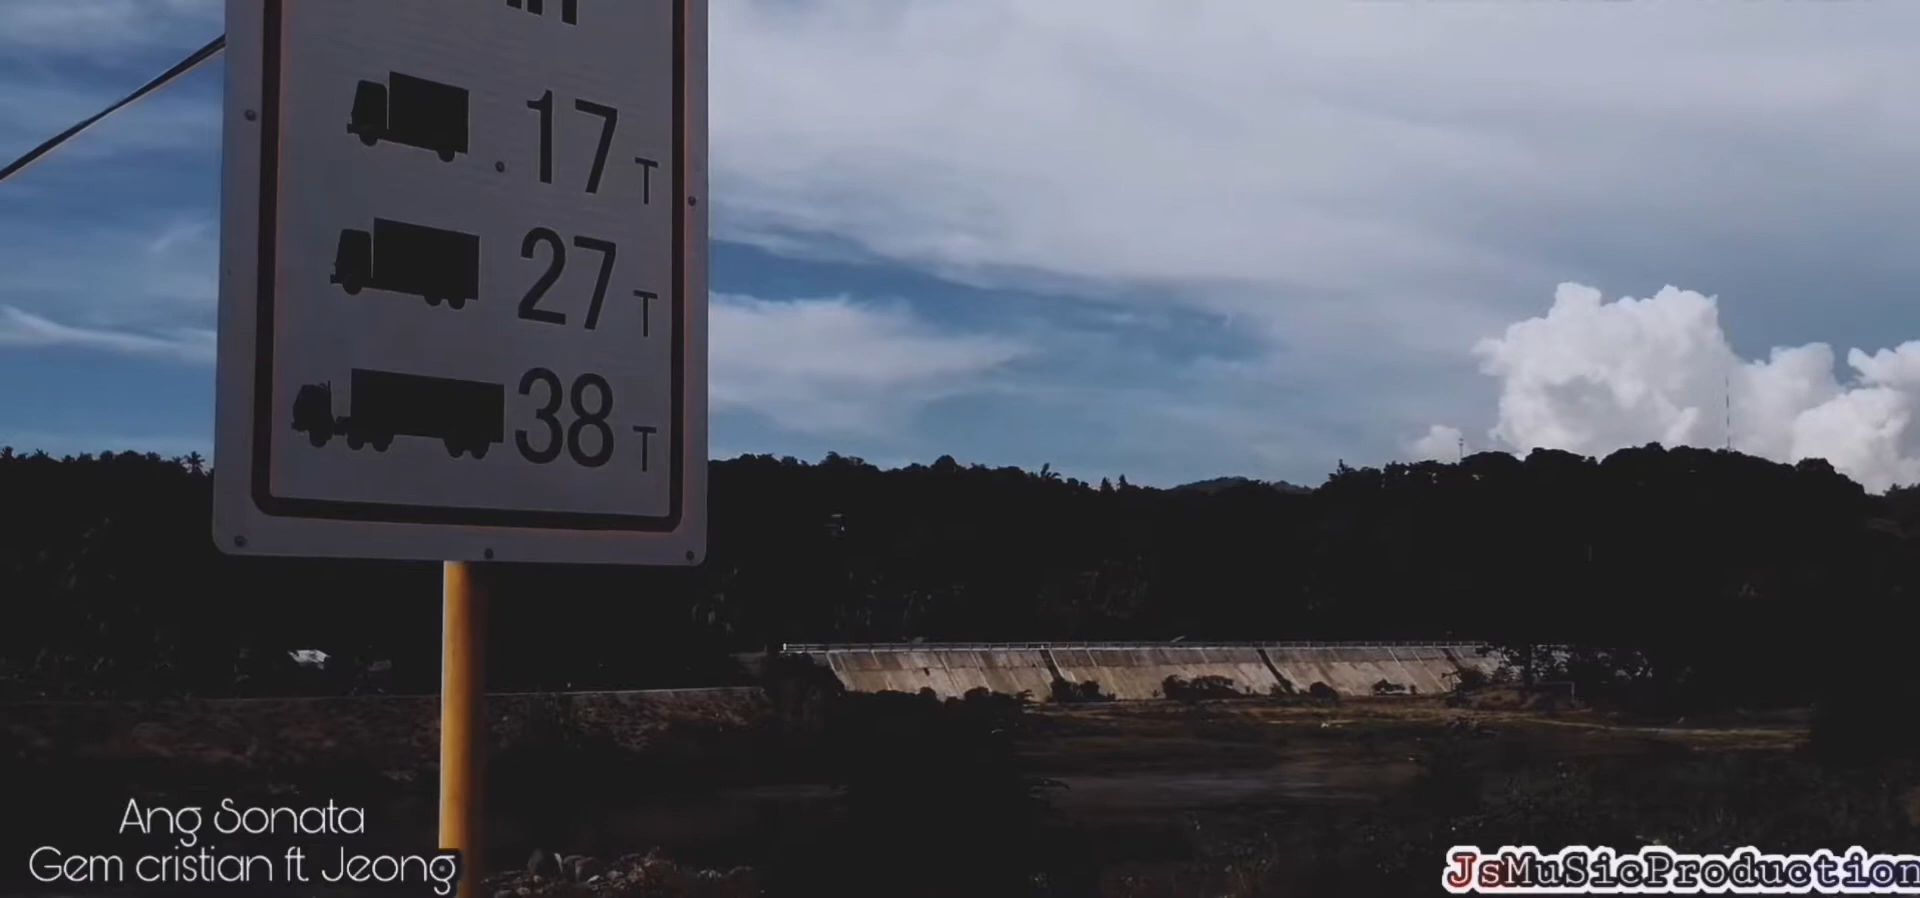 17 T
27 T
38 T
Ang Sonata
Gem cristian ft Jeong
JsMuSicProduction